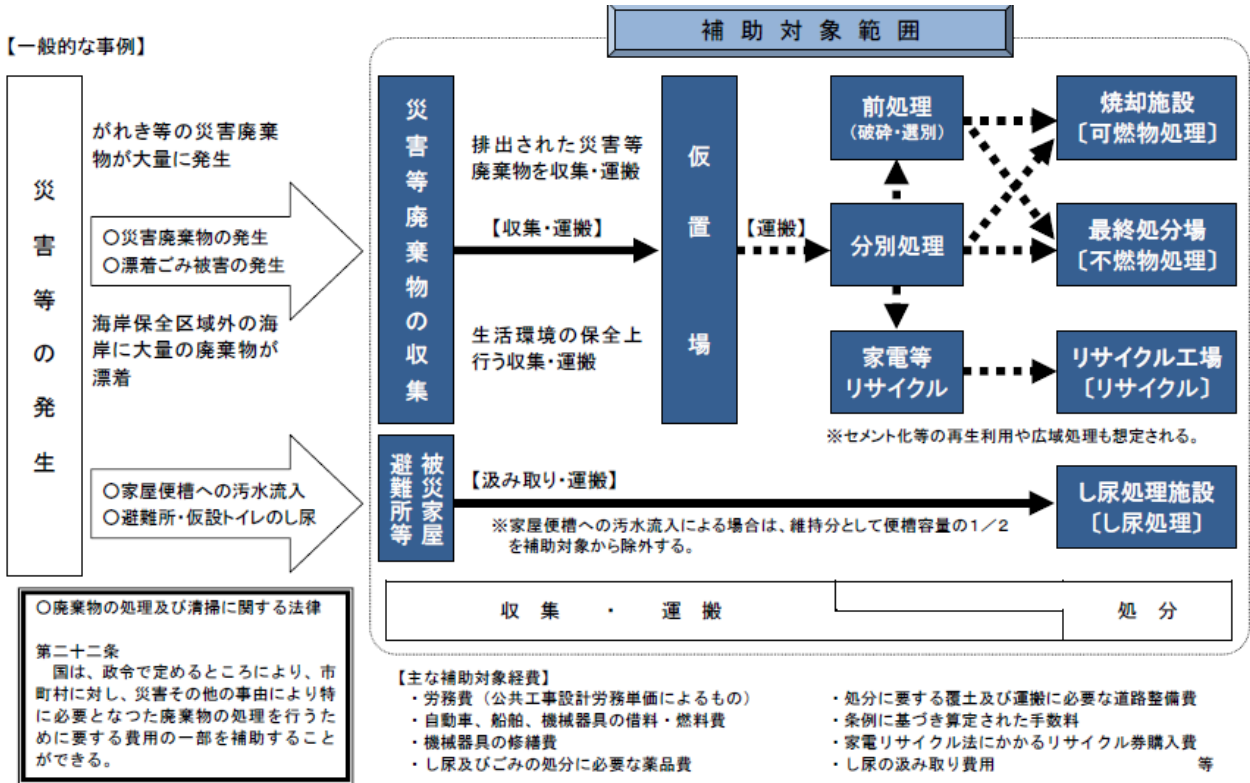 補助対象範囲
【一般的な事例】
災害等の発生
がれき等の災害廃棄
物が大量に発生
○災害廃棄物の発生
○漂着ごみ被害の発生
海岸保全区域外の海
岸に大量の廃棄物が
漂着
○家屋便槽への汚水流入
○避難所・仮設トイレのし尿
災害等廃棄物の収集
排出された災害等
廃棄物を収集・運搬
【収集・運搬】
生活環境の保全上
行う収集・運搬
仮置場
【運搬】
前処理
（破砕・選別）
分別処理
家電等
リサイクル
焼却施設
〔可燃物処理〕
最終処分場
〔不燃物処理〕
リサイクル工場
〔リサイクル〕
※セメント化等の再生利用や広域処理も想定される。
被災家屋
避難所等
【汲み取り・運搬】
※家屋便槽への汚水流入による場合は、維持分として便槽容量の１／２
を補助対象から除外する。
し尿処理施設
〔し尿処理〕
収集・運搬
処分
○廃棄物の処理及び清掃に関する法律
第二十二条
国は、政令で定めるところにより、市
町村に対し、災害その他の事由により特
に必要となつた廃棄物の処理を行うた
めに要する費用の一部を補助すること
ができる。
【主な補助対象経費】
・労務費（公共工事設計労務単価によるもの）
・自動車、船舶、機械器具の借料・燃料費
・機械器具の修繕費
・し尿及びごみの処分に必要な薬品費
・処分に要する覆土及び運搬に必要な道路整備費
・条例に基づき算定された手数料
・家電リサイクル法にかかるリサイクル券購入費
・し尿の汲み取り費用 等